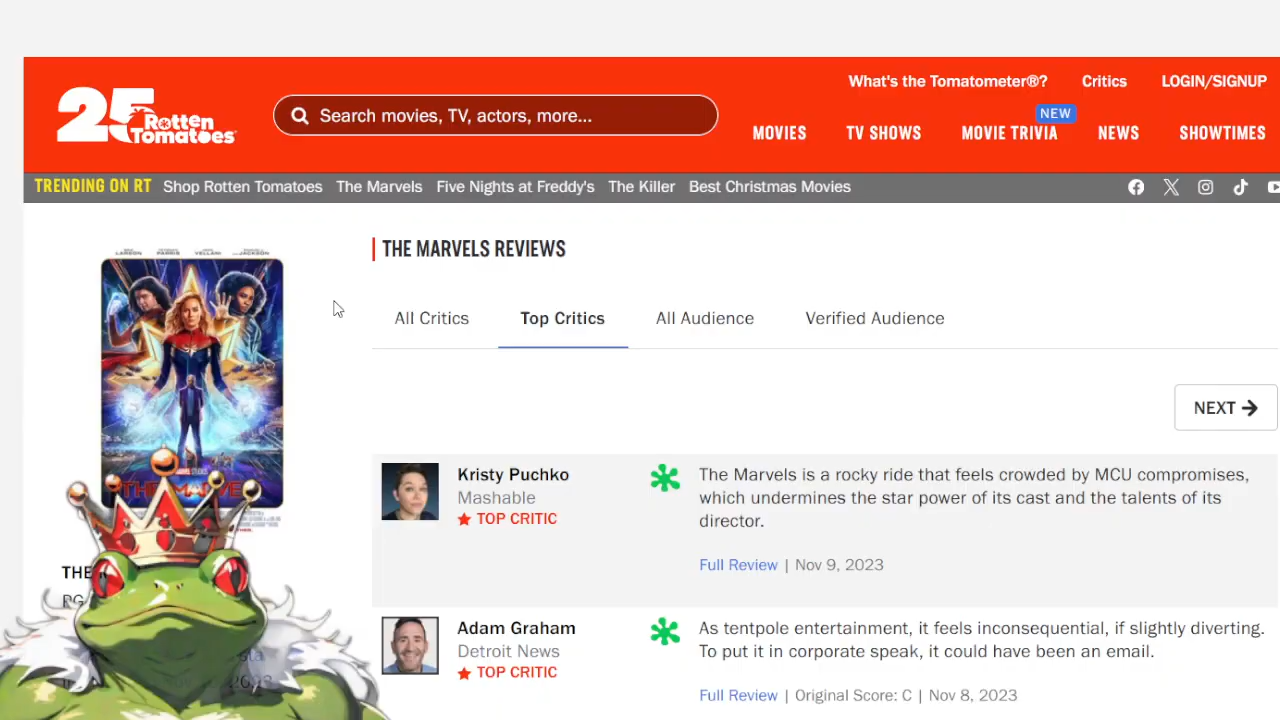 What's the Tomatometer®? Critics LOGIN/SIGNUP
25 Rotten Tomatoes
Search movies, TV, actors, more...
NEW
MOVIES TV SHOWS MOVIE TRIVIA NEWS SHOWTIMES
TRENDING ON RT Shop Rotten Tomatoes The Marvels Five Nights at Freddy's The Killer Best Christmas Movies
THE MARVELS REVIEWS
All Critics Top Critics All Audience Verified Audience
NEXT
Kristy Puchko
Mashable
TOP CRITIC
The Marvels is a rocky ride that feels crowded by MCU compromises,
which undermines the star power of its cast and the talents of its
director.
Full Review | Nov 9, 2023
Adam Graham
Detroit News
TOP CRITIC
As tentpole entertainment, it feels inconsequential, if slightly diverting.
To put it in corporate speak, it could have been an email.
Full Review | Original Score: C | Nov 8, 2023